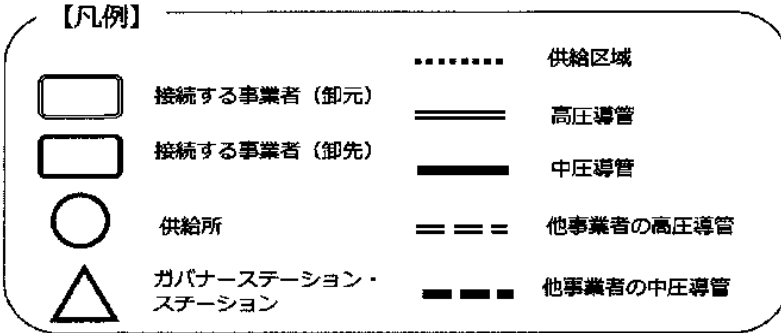 【凡例】
接続する事業者（卸元）
接続する事業者（卸先）
供給所
ガバナーステーション・
ステーション
供給区域
高圧導管
中圧導管
他事業者の高圧導管
他事業者の中圧導管